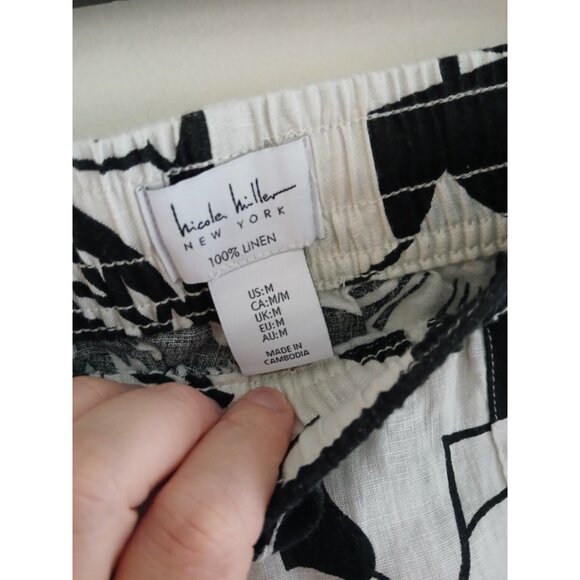 Nicole Miller
NEW YORK
100% LINEN
US:M
CA:M/M
UK:M
EU:M
AU:M
MADE IN
CAMBODIA